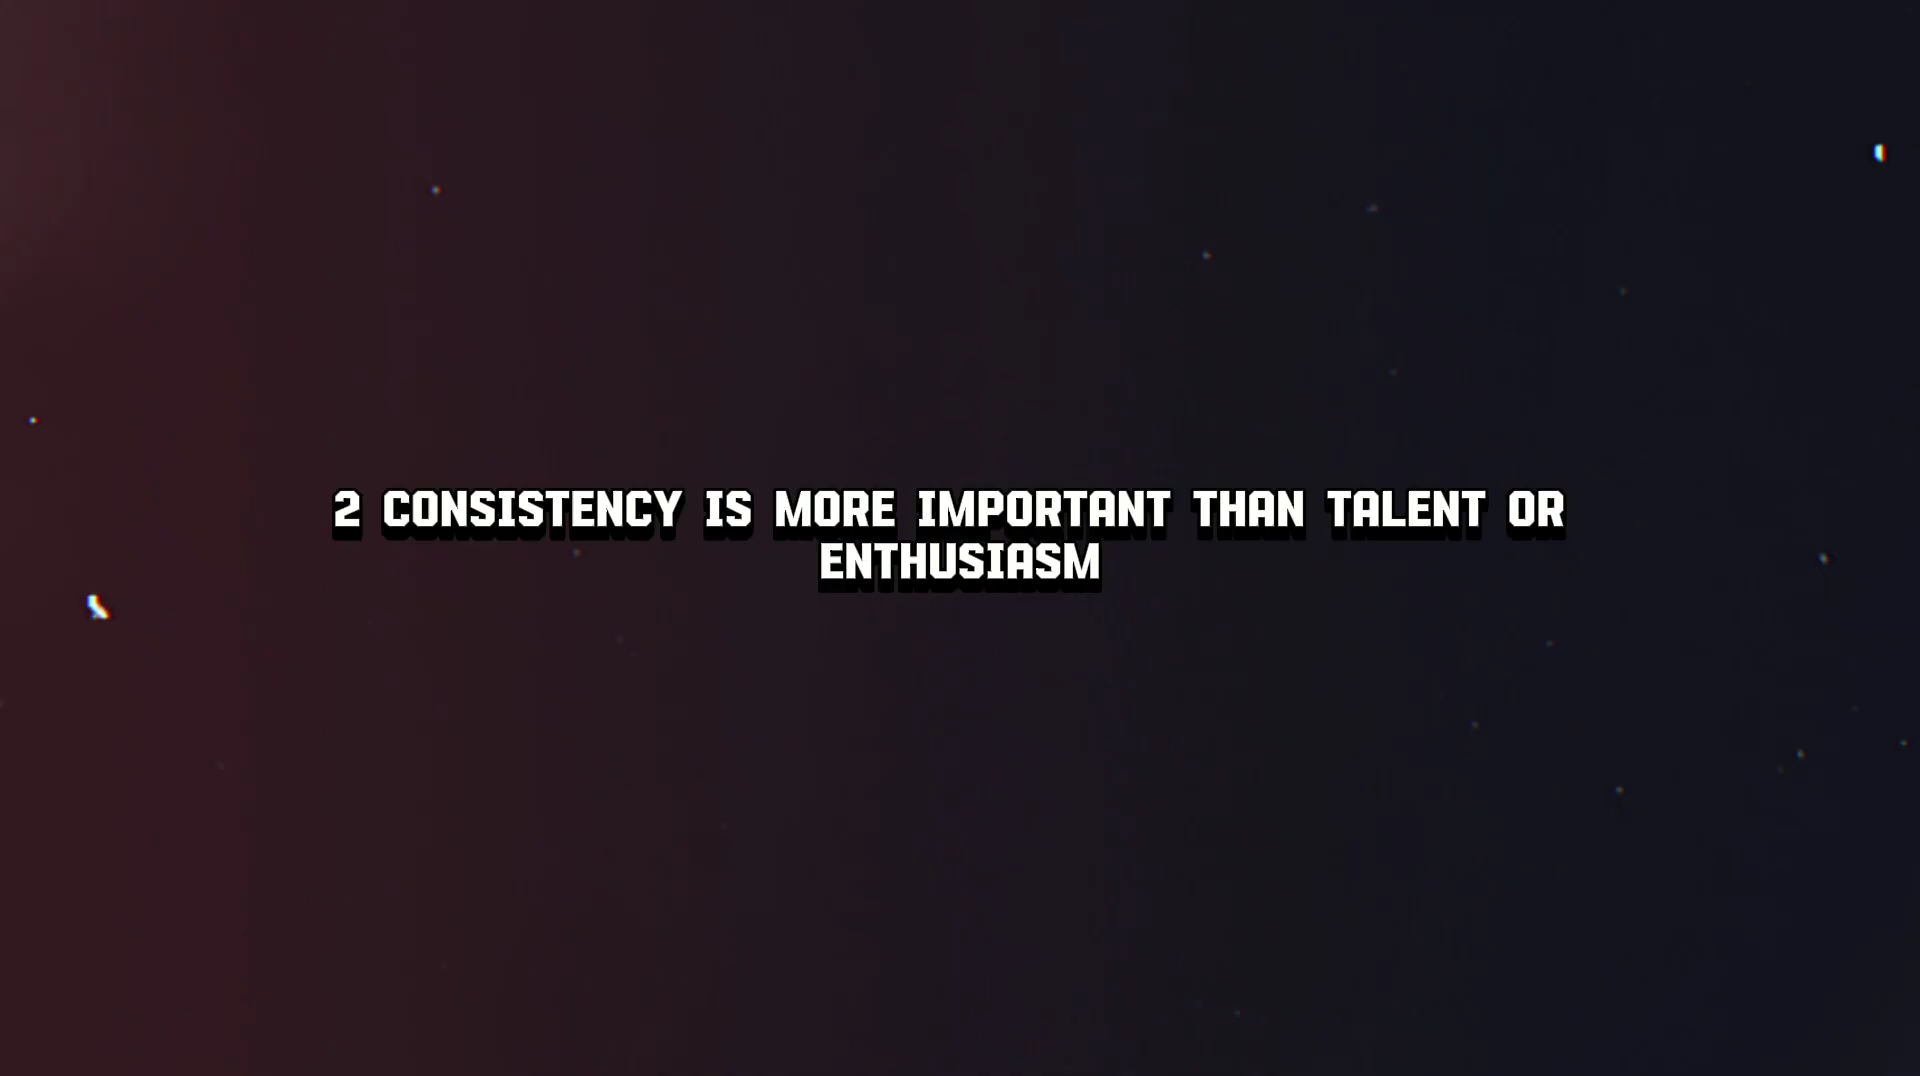 2 CONSISTENCY IS MORE IMPORTANT THAN TALENT OR
ENTHUSIASM